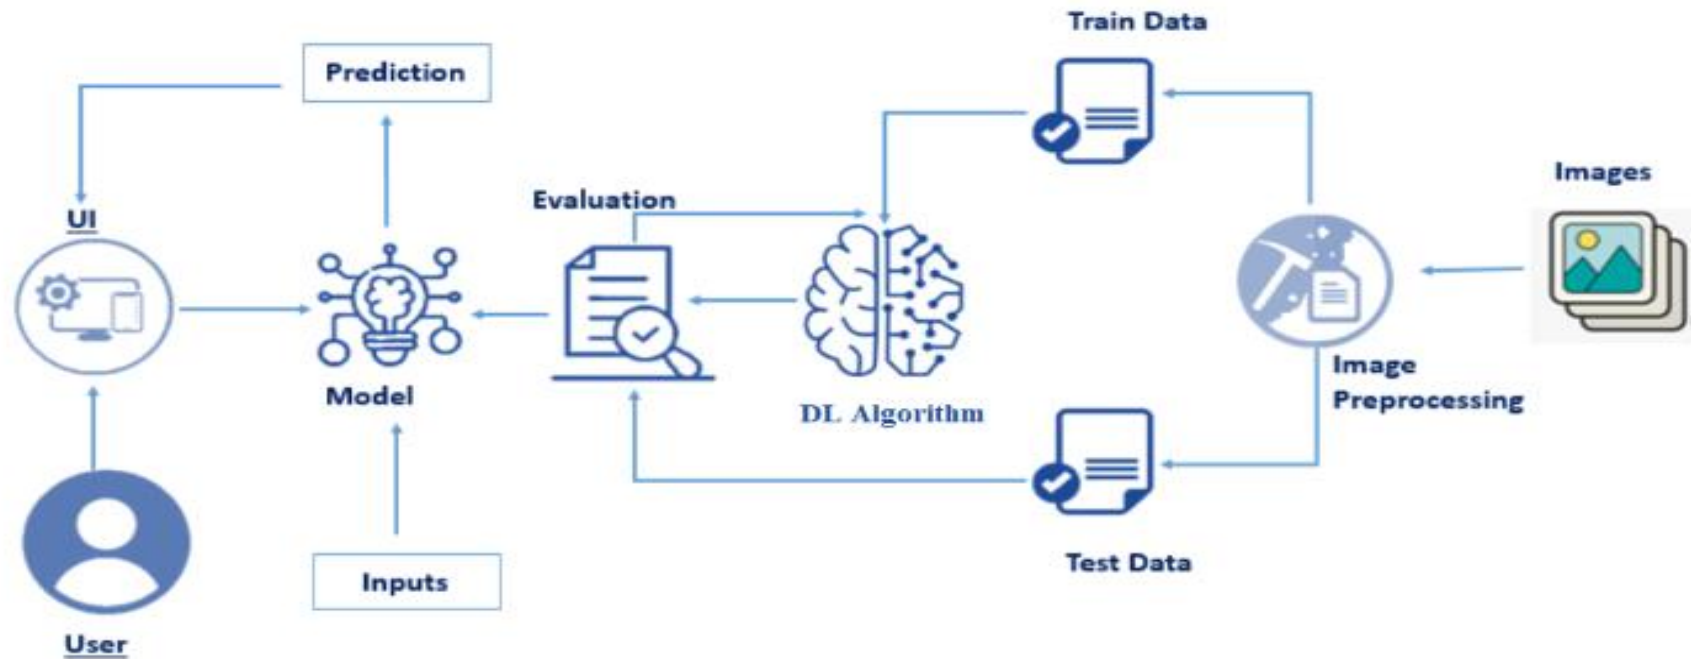 Train Data
Prediction
Images
Evaluation
UI
Image
Preprocessing
Model
DL Algorithm
Test Data
Inputs
User